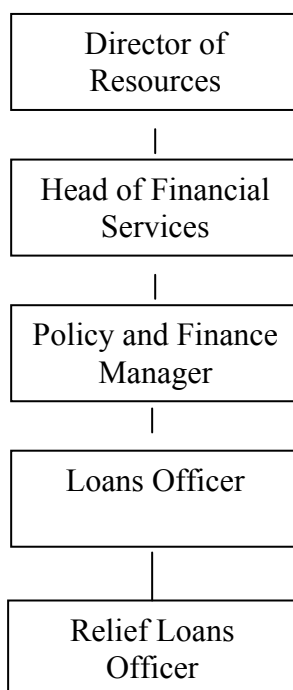 Director of
Resources
Head of Financial
Services
Policy and Finance
Manager
Loans Officer
Relief Loans
Officer